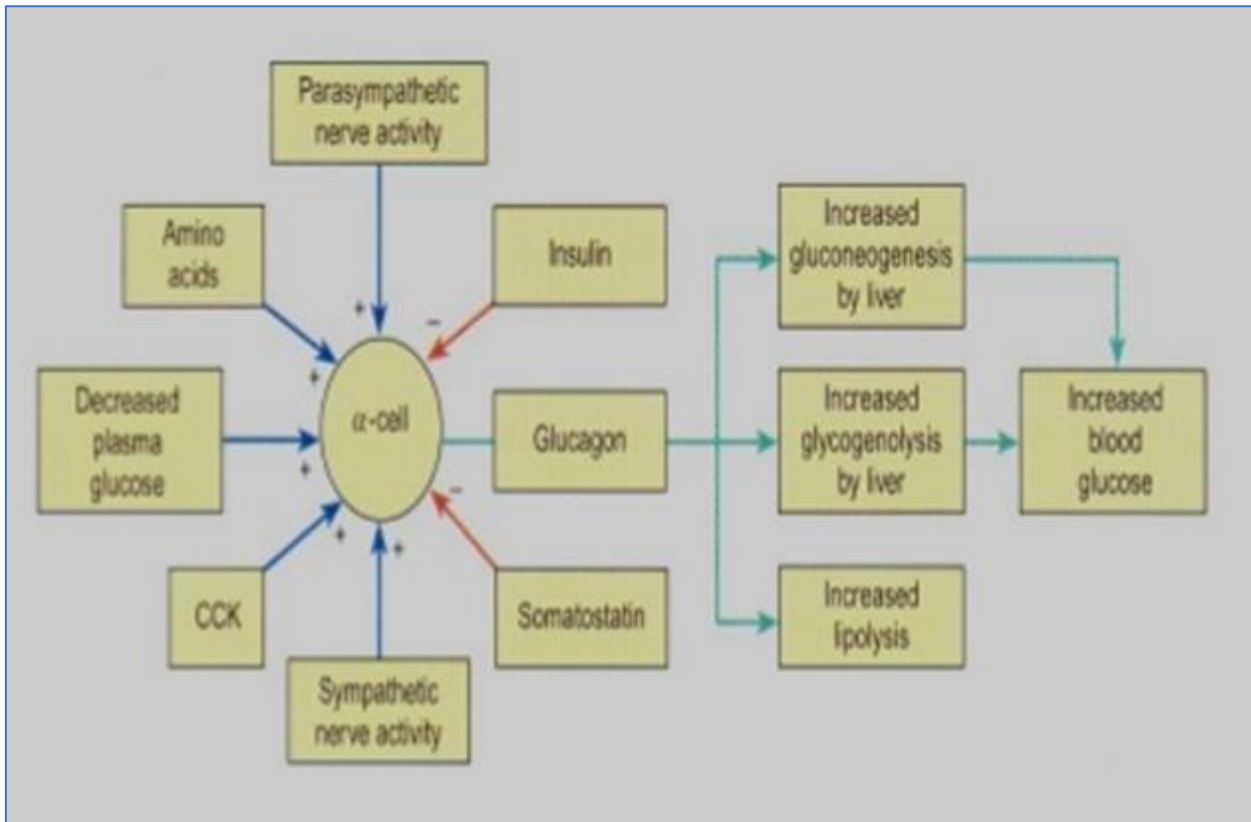 Parasympathetic
nerve activity
Amino
acids
Insulin
Increased
gluconeogenesis
by liver
+
−
+
Decreased
plasma
glucose
+
α-cell
Glucagon
Increased
glycogenolysis
by liver
Increased
blood
glucose
−
+
+
CCK
Somatostatin
Increased
lipolysis
Sympathetic
nerve activity